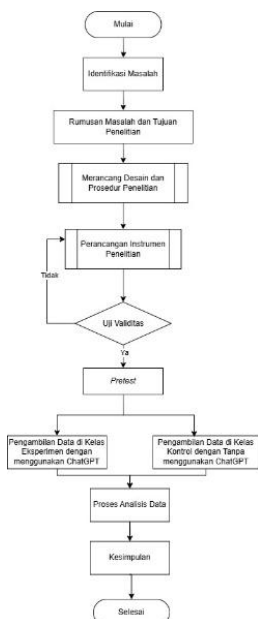 Mulai
Identifikasi Masalah
Rumusan Masalah dan Tujuan
Penelitian
Merancang Desain dan
Prosedur Penelitian
Perancangan Instrumen
Penelitian
Tidak
Uji Validitas
Ya
Pretest
Pengambilan Data di Kelas
Eksperimen dengan
menggunakan ChatGPT
Pengambilan Data di Kelas
Kontrol dengan Tanpa
menggunakan ChatGPT
Proses Analisis Data
Kesimpulan
Selesai